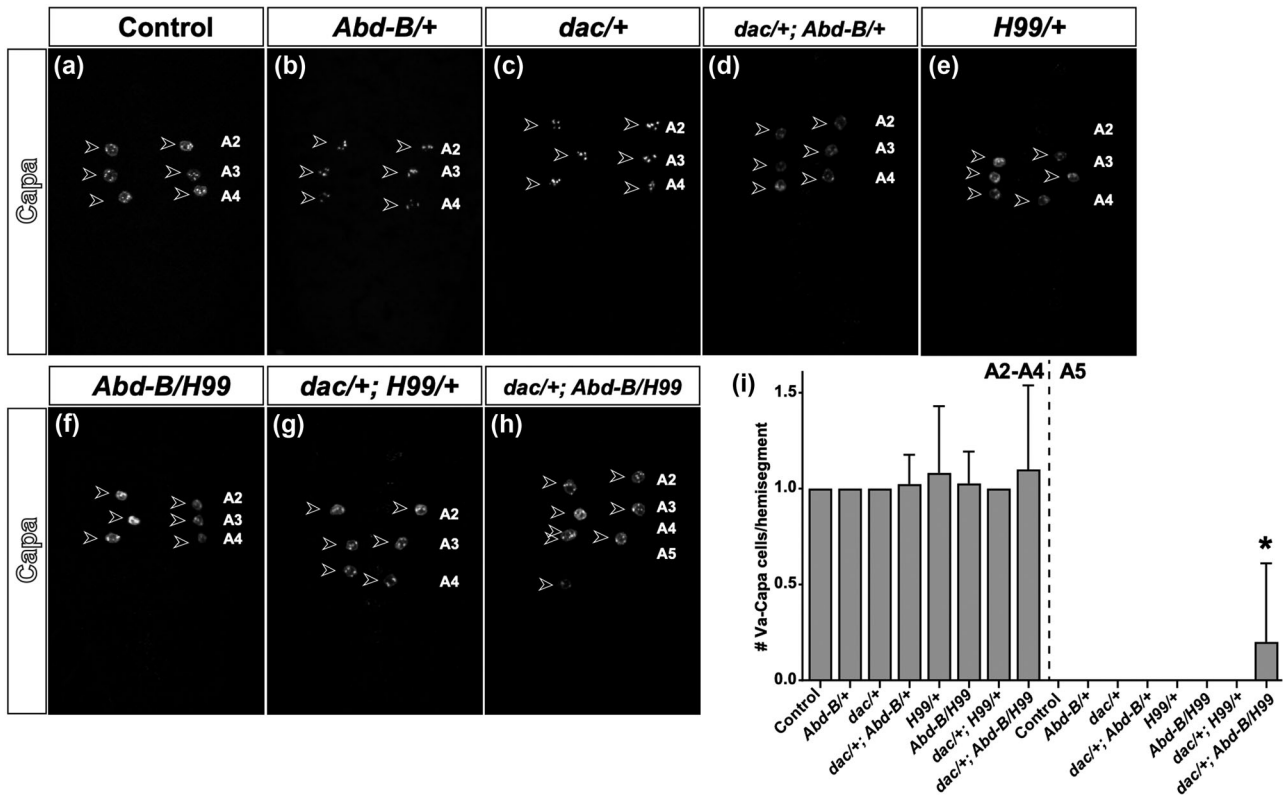 Control
Abd-B/+
dac/+
dac/+; Abd-B/+
H99/+
Capa
(a)
A2
A3
A4
(b)
A2
A3
A4
(c)
A2
A3
A4
(d)
A2
A3
A4
(e)
A2
A3
A4
Abd-B/H99
dac/+; H99/+
dac/+; Abd-B/H99
Capa
(f)
A2
A3
A4
(g)
A2
A3
A4
(h)
A2
A3
A4
A5
(i)
A2-A4 A5
# Va-Capa cells/hemisegment
1.5
1.0
0.5
0.0
*
Control
Abd-B/+
dac/+
dac/+; Abd-B/+
H99/+
Abd-B/H99
dac/+; H99/+
dac/+; Abd-B/H99
Control
Abd-B/+
dac/+
dac/+; Abd-B/+
H99/+
Abd-B/H99
dac/+; H99/+
dac/+; Abd-B/H99